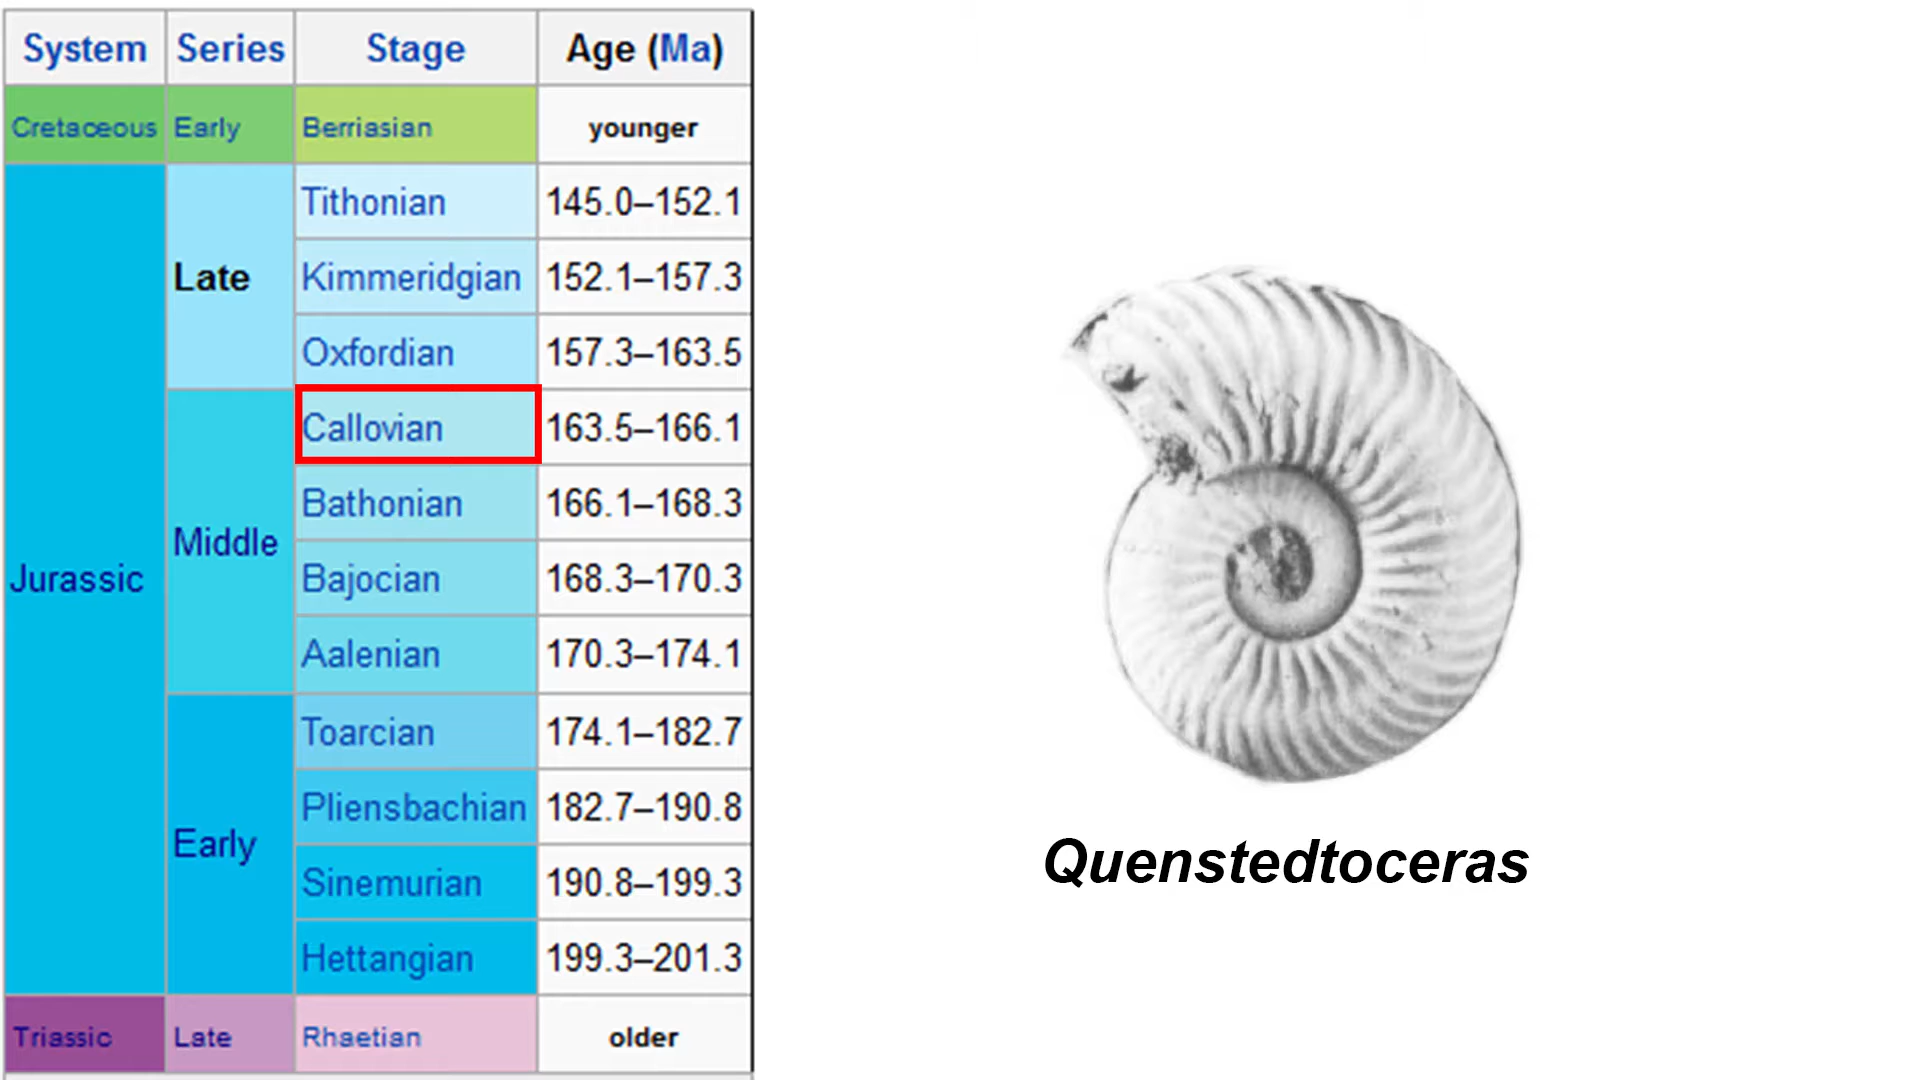 System Series Stage Age (Ma)
Cretaceous Early Berriasian younger
Jurassic
Late
Tithonian 145.0–152.1
Kimmeridgian 152.1–157.3
Oxfordian 157.3–163.5
Middle
Callovian 163.5–166.1
Bathonian 166.1–168.3
Bajocian 168.3–170.3
Aalenian 170.3–174.1
Early
Toarcian 174.1–182.7
Pliensbachian 182.7–190.8
Sinemurian 190.8–199.3
Hettangian 199.3–201.3
Triassic Late Rhaetian older
Quenstedtoceras